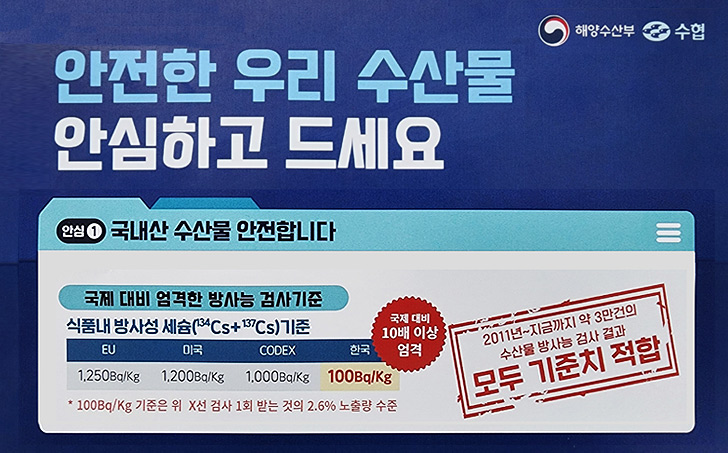 해양수산부 수협
안전한 우리 수산물
안심하고 드세요
안심 1 국내산 수산물 안전합니다
국제 대비 엄격한 방사능 검사기준
식품내 방사성 세슘(¹³⁴Cs+¹³⁷Cs)기준
EU 미국 CODEX 한국
1,250Bq/Kg 1,200Bq/Kg 1,000Bq/Kg 100Bq/Kg
* 100Bq/Kg 기준은 위 X선 검사 1회 받는 것의 2.6% 노출량 수준
국제 대비
10배 이상
엄격
2011년~지금까지 약 3만건의
수산물 방사능 검사 결과
모두 기준치 적합